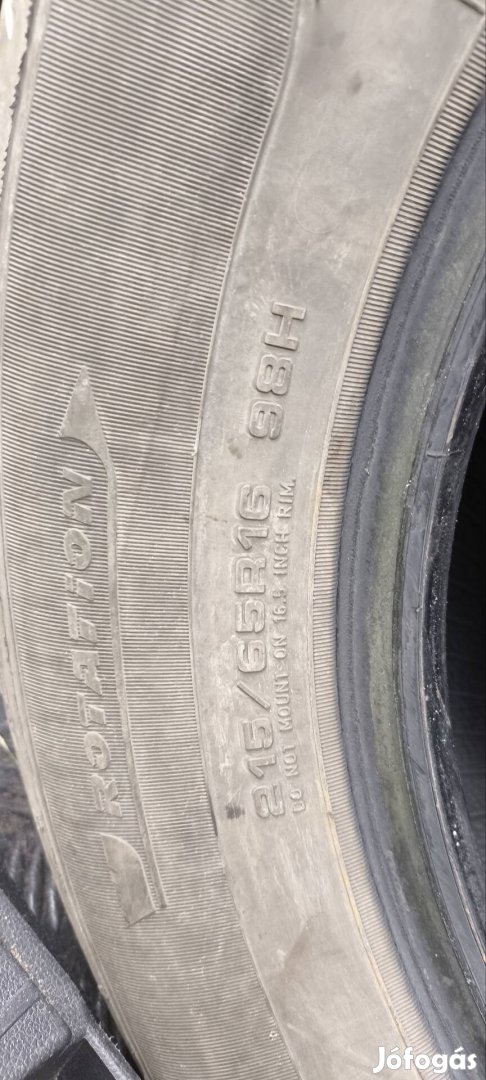 ROTATION
215/65R16 98H
DO NOT MOUNT ON 16.5 INCH RIM.
Jófogás